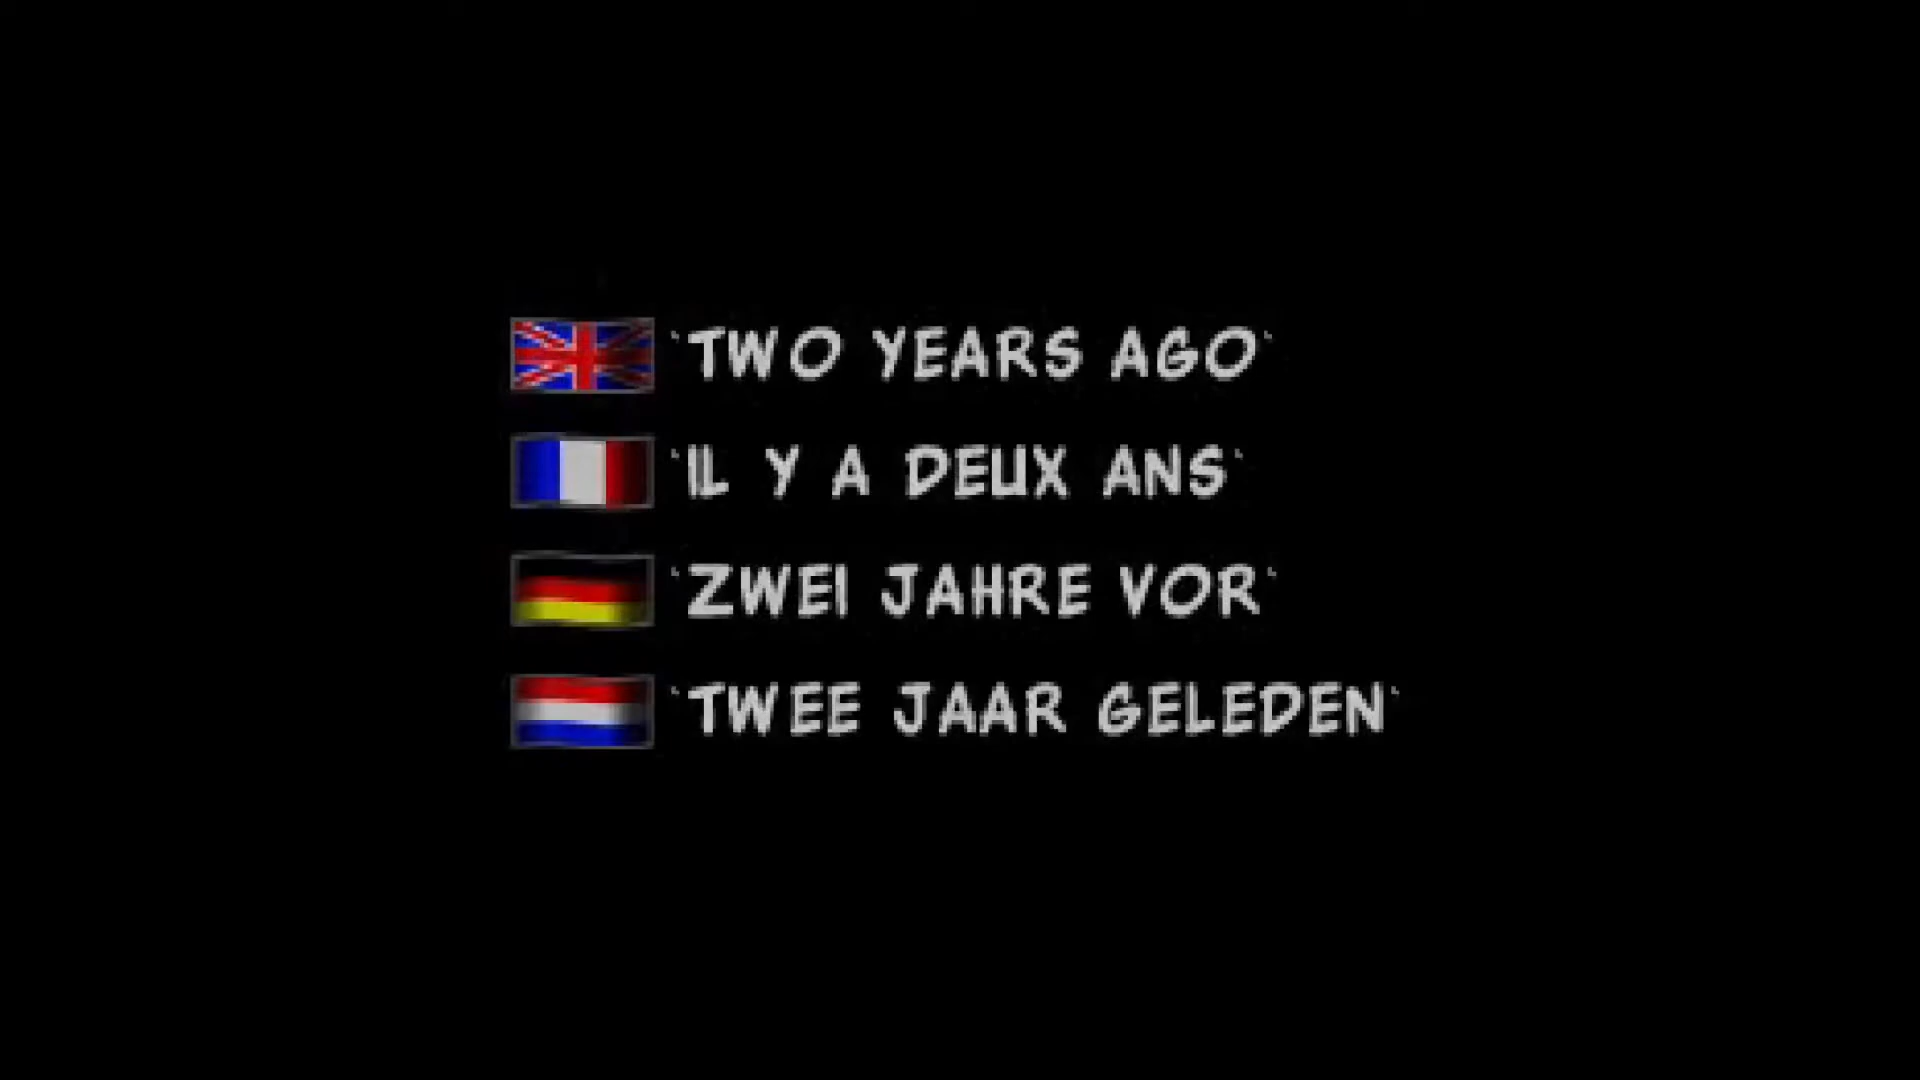 `TWO YEARS AGO`
`IL Y A DEUX ANS`
`ZWEI JAHRE VOR`
`TWEE JAAR GELEDEN`